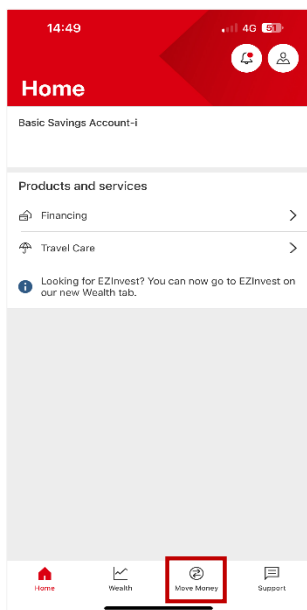 14:49
4G 51
Home
Basic Savings Account-i
Products and services
Financing
Travel Care
Looking for EZInvest? You can now go to EZInvest on
our new Wealth tab.
Home Wealth Move Money Support